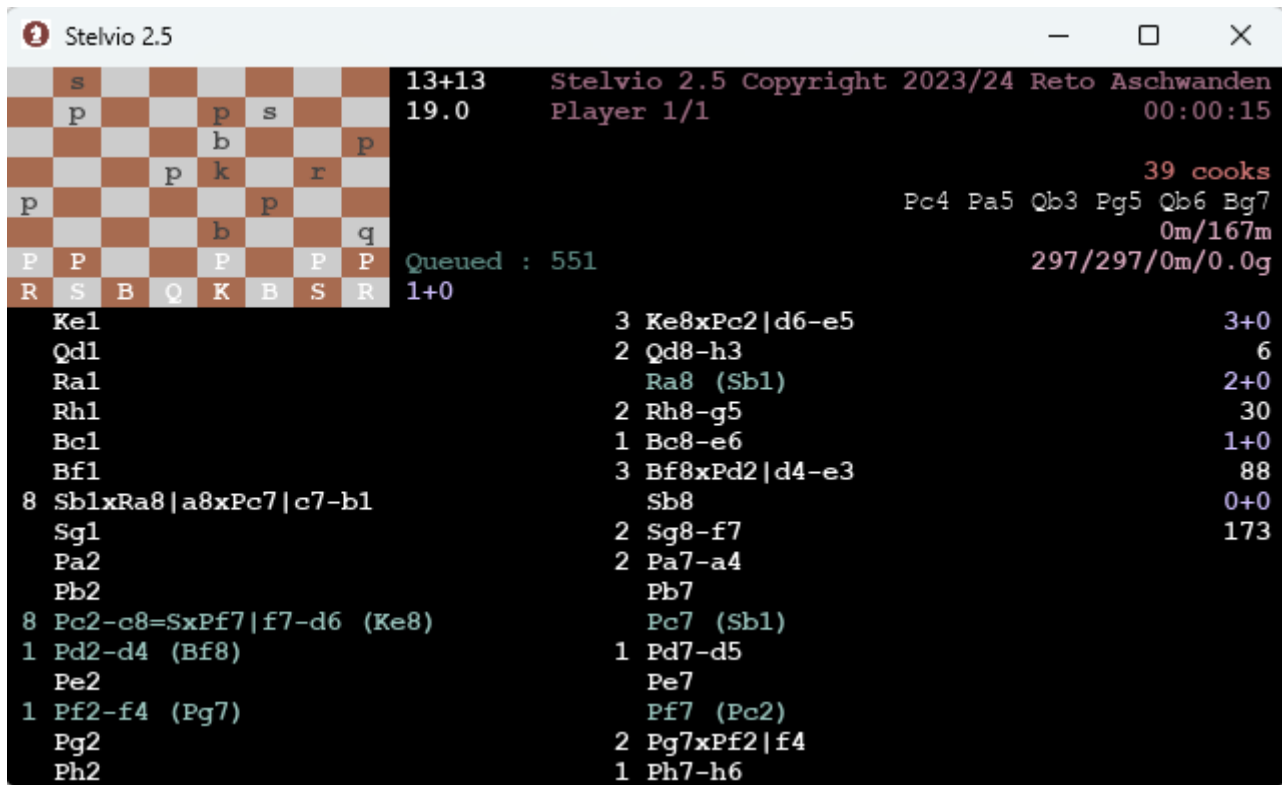 Stelvio 2.5
s 13+13 Stelvio 2.5 Copyright 2023/24 Reto Aschwanden
p p s 19.0 Player 1/1 00:00:15
b p
p k r 39 cooks
p p Pc4 Pa5 Qb3 Pg5 Qb6 Bg7
b q 0m/167m
P P P P P Queued : 551 297/297/0m/0.0g
R S B Q K B S R 1+0
Ke1 3 Ke8xPc2|d6-e5 3+0
Qd1 2 Qd8-h3 6
Ra1 Ra8 (Sb1) 2+0
Rh1 2 Rh8-g5 30
Bc1 1 Bc8-e6 1+0
Bf1 3 Bf8xPd2|d4-e3 88
8 Sb1xRa8|a8xPc7|c7-b1 Sb8 0+0
Sg1 2 Sg8-f7 173
Pa2 2 Pa7-a4
Pb2 Pb7
8 Pc2-c8=SxPf7|f7-d6 (Ke8) Pc7 (Sb1)
1 Pd2-d4 (Bf8) 1 Pd7-d5
Pe2 Pe7
1 Pf2-f4 (Pg7) Pf7 (Pc2)
Pg2 2 Pg7xPf2|f4
Ph2 1 Ph7-h6